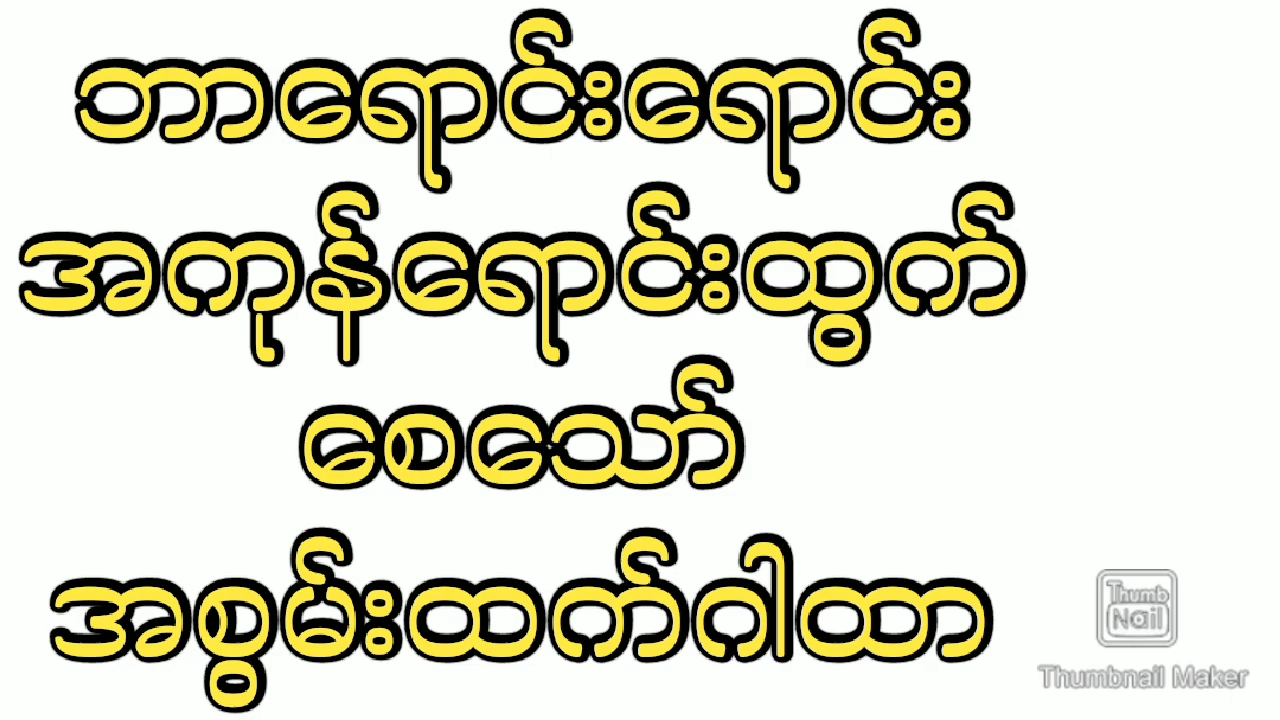 ဘာရောင်းရောင်း
အကုန်ရောင်းထွက်
စေသော်
အစွမ်းထက်ဂါထာ
Thumb
Nail
Thumbnail Maker